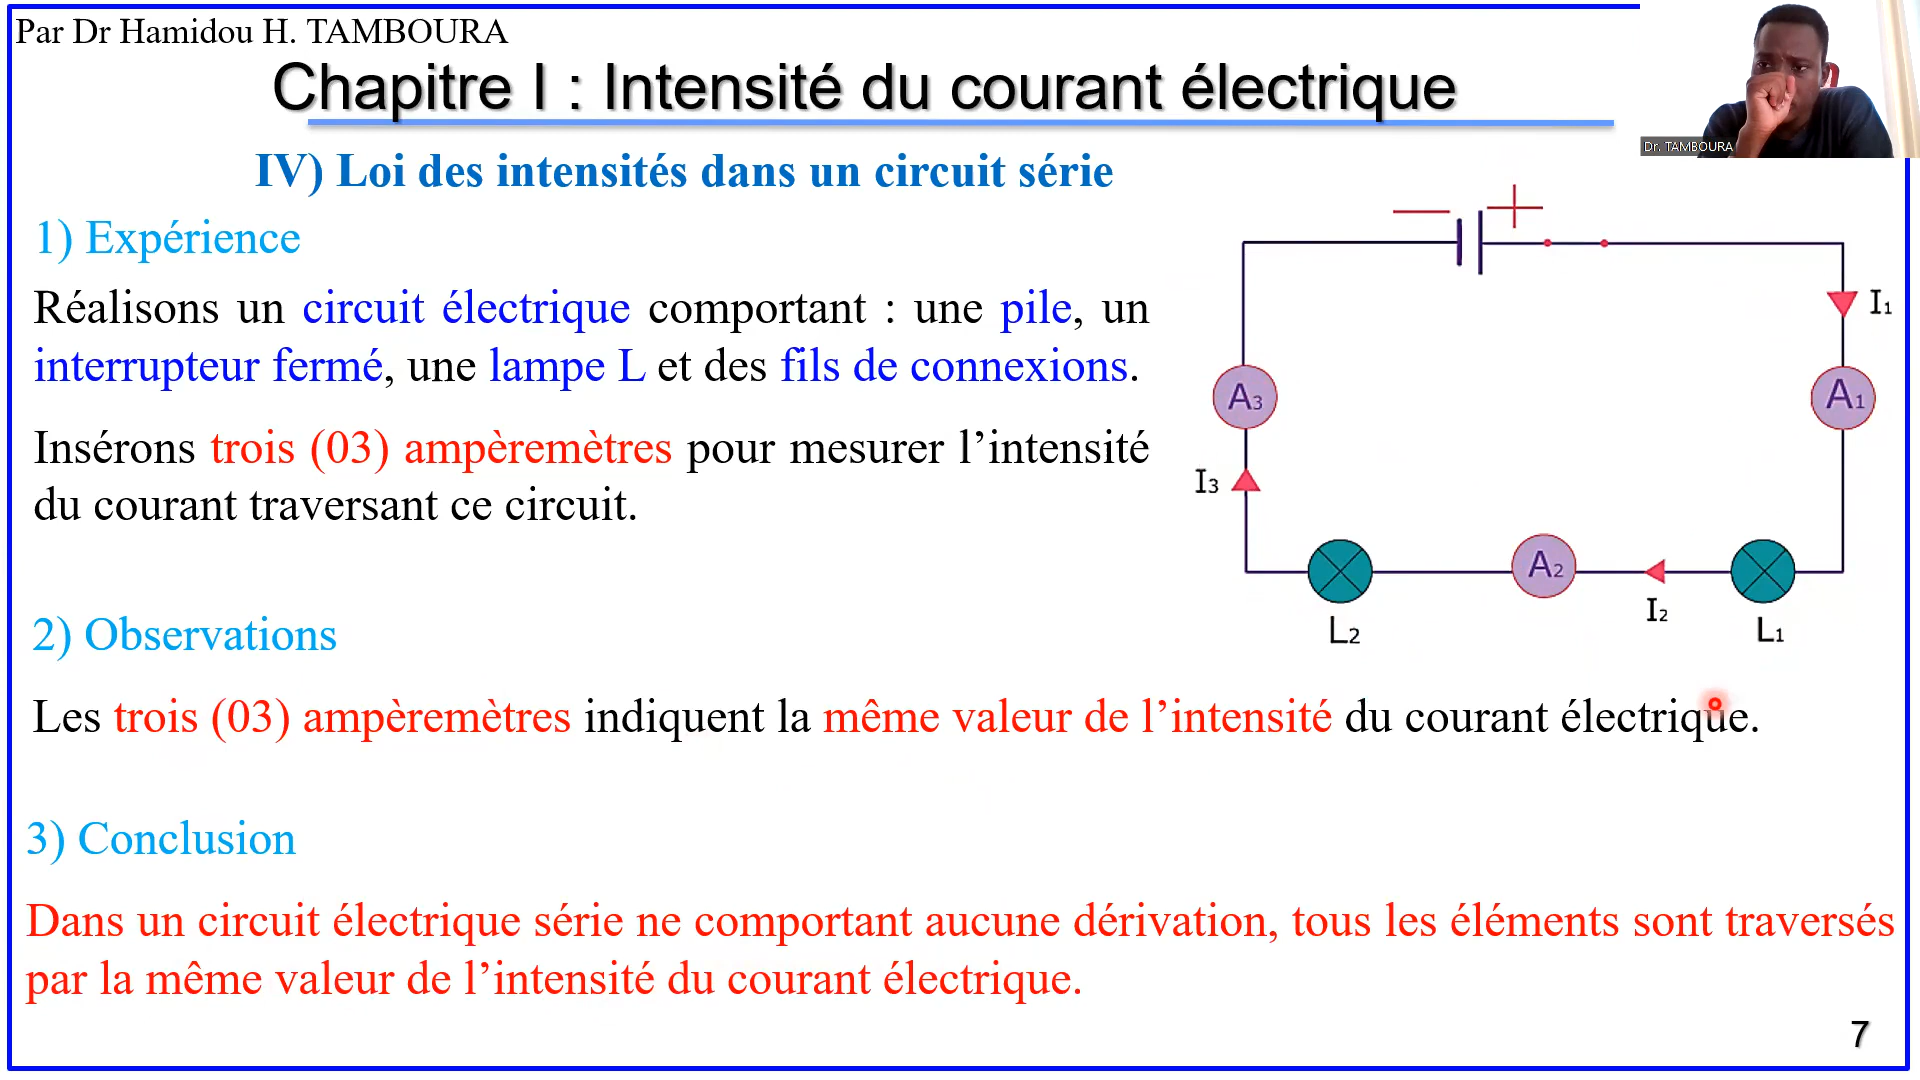 Par Dr Hamidou H. TAMBOURA
Chapitre I : Intensité du courant électrique
Dr. TAMBOURA
IV) Loi des intensités dans un circuit série
1) Expérience
Réalisons un circuit électrique comportant : une pile, un
interrupteur fermé, une lampe L et des fils de connexions.
Insérons trois (03) ampèremètres pour mesurer l’intensité
du courant traversant ce circuit.
— +
I1
A3
A1
I3
A2
I2
L2
L1
2) Observations
Les trois (03) ampèremètres indiquent la même valeur de l’intensité du courant électrique.
3) Conclusion
Dans un circuit électrique série ne comportant aucune dérivation, tous les éléments sont traversés
par la même valeur de l’intensité du courant électrique.
7